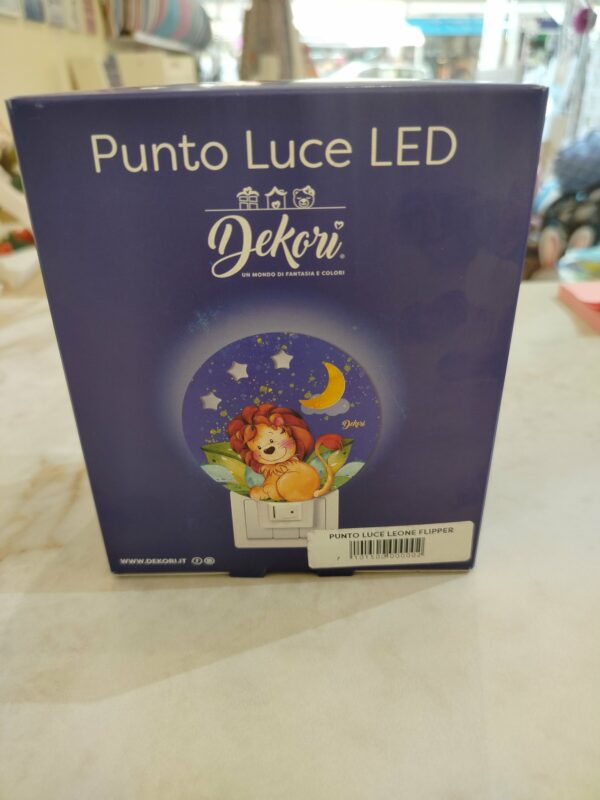 Punto Luce LED
Dekori®
UN MONDO DI FANTASIA E COLORI
Dekori
PUNTO LUCE LEONE FLIPPER
WWW.DEKORI.IT